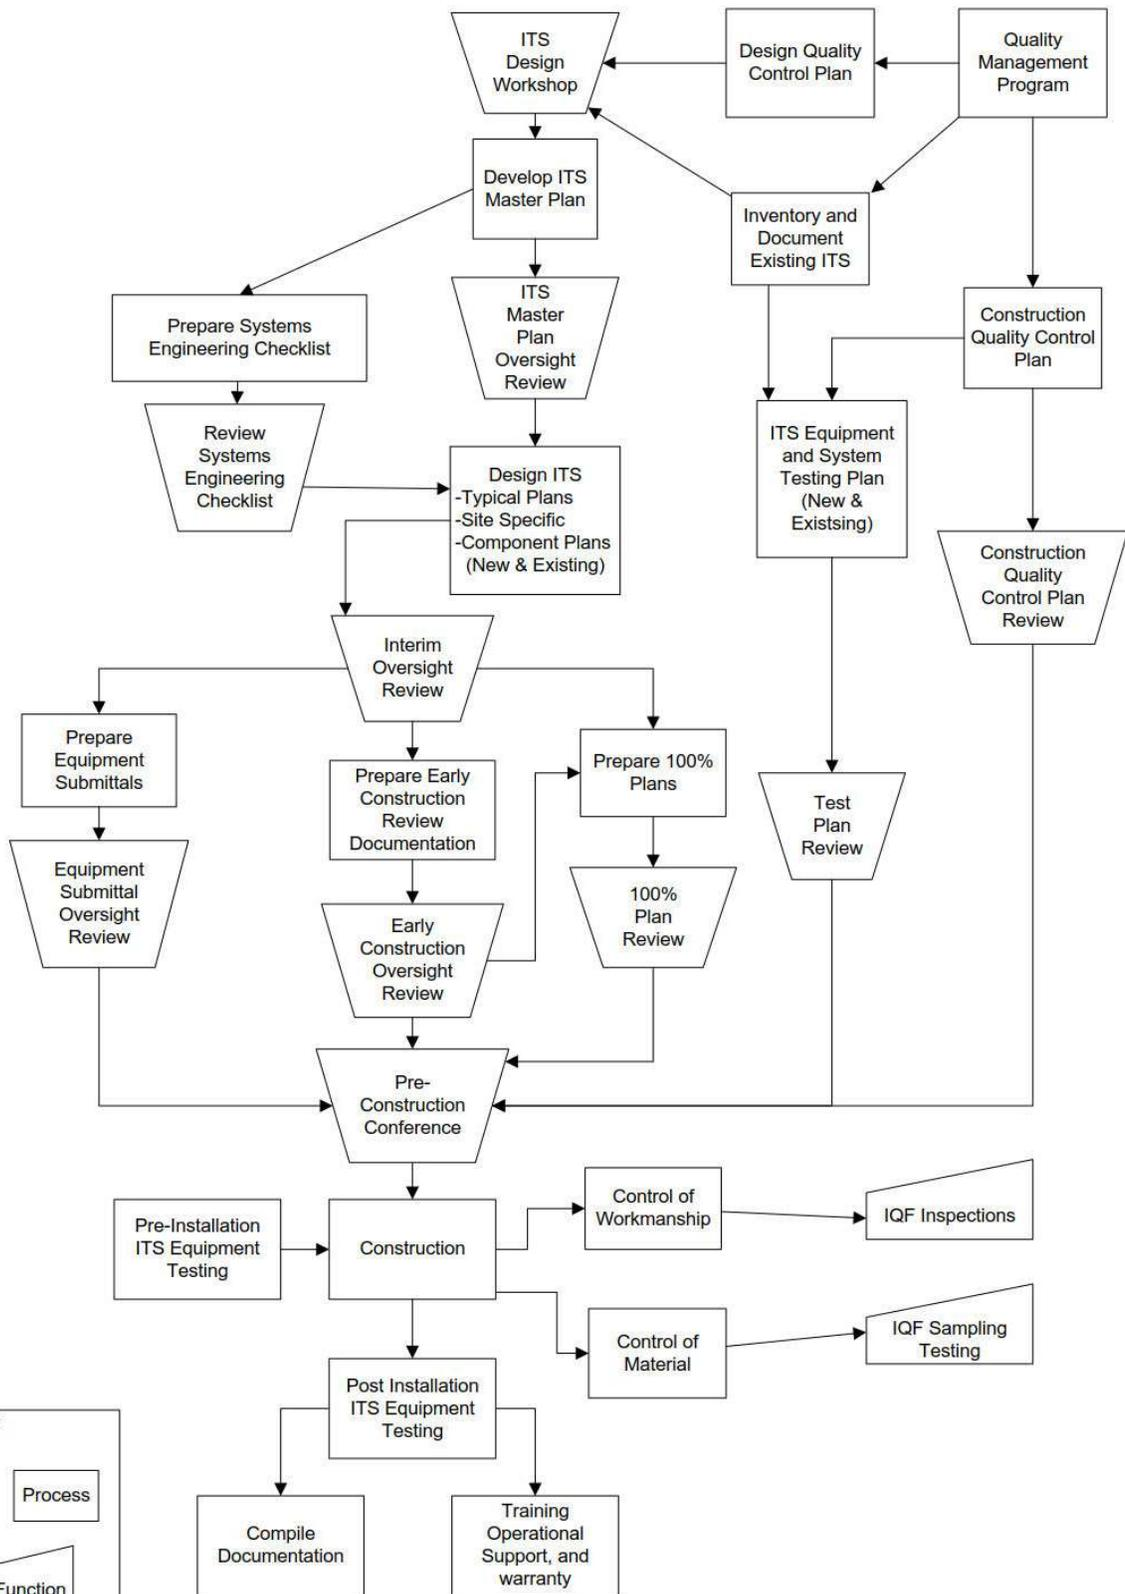 ITS
Design
Workshop
Design Quality
Control Plan
Quality
Management
Program
Develop ITS
Master Plan
Inventory and
Document
Existing ITS
Prepare Systems
Engineering Checklist
ITS
Master
Plan
Oversight
Review
Construction
Quality Control
Plan
Review
Systems
Engineering
Checklist
Design ITS
-Typical Plans
-Site Specific
-Component Plans
(New & Existing)
ITS Equipment
and System
Testing Plan
(New &
Existsing)
Construction
Quality
Control Plan
Review
Interim
Oversight
Review
Prepare
Equipment
Submittals
Prepare Early
Construction
Review
Documentation
Prepare 100%
Plans
Test
Plan
Review
Equipment
Submittal
Oversight
Review
Early
Construction
Oversight
Review
100%
Plan
Review
Pre-
Construction
Conference
Pre-Installation
ITS Equipment
Testing
Construction
Control of
Workmanship
IQF Inspections
Control of
Material
IQF Sampling
Testing
Post Installation
ITS Equipment
Testing
Process
Compile
Documentation
Training
Operational
Support, and
warranty
Function